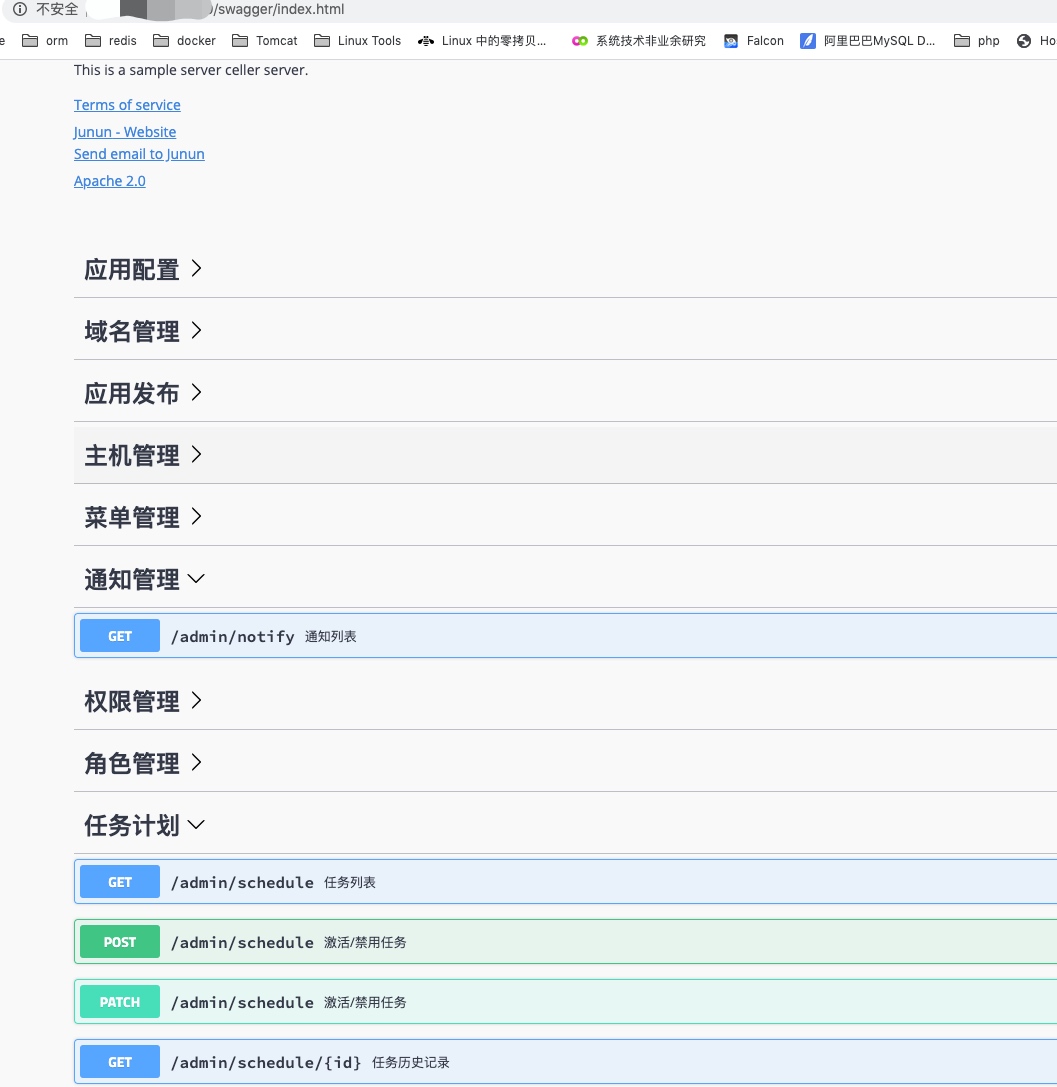 不安全 /swagger/index.html
e orm redis docker Tomcat Linux Tools Linux 中的零拷贝... 系统技术非业余研究 Falcon 阿里巴巴MySQL D... php Ho
This is a sample server celler server.
Terms of service
Junun - Website
Send email to Junun
Apache 2.0
应用配置
域名管理
应用发布
主机管理
菜单管理
通知管理
GET /admin/notify 通知列表
权限管理
角色管理
任务计划
GET /admin/schedule 任务列表
POST /admin/schedule 激活/禁用任务
PATCH /admin/schedule 激活/禁用任务
GET /admin/schedule/{id} 任务历史记录